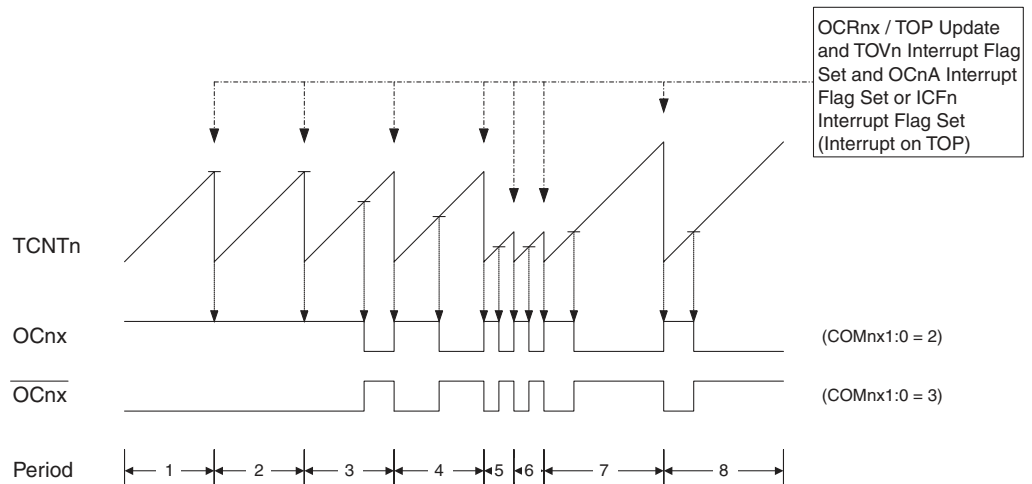 OCRnx / TOP Update
and TOVn Interrupt Flag
Set and OCnA Interrupt
Flag Set or ICFn
Interrupt Flag Set
(Interrupt on TOP)
TCNTn
OCnx
(COMnx1:0 = 2)
OCnx
(COMnx1:0 = 3)
Period 1 2 3 4 5 6 7 8